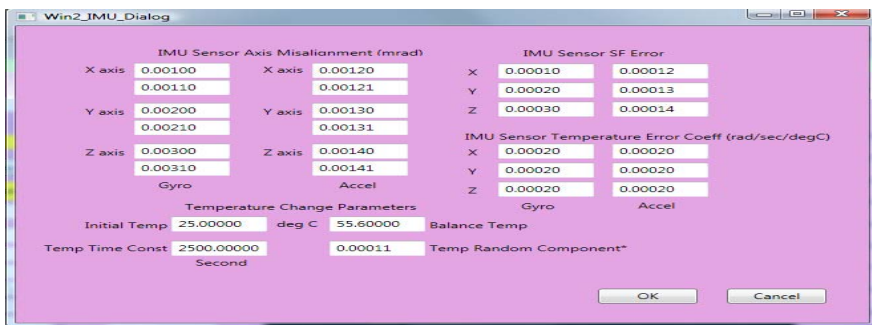 Win2_IMU_Dialog
IMU Sensor Axis Misalignment (mrad) IMU Sensor SF Error
X axis 0.00100 X axis 0.00120 X 0.00010 0.00012
0.00110 0.00121 Y 0.00020 0.00013
Y axis 0.00200 Y axis 0.00130 Z 0.00030 0.00014
0.00210 0.00131
IMU Sensor Temperature Error Coeff (rad/sec/degC)
Z axis 0.00300 Z axis 0.00140 X 0.00020 0.00020
0.00310 0.00141 Y 0.00020 0.00020
Gyro Accel Z 0.00020 0.00020
Temperature Change Parameters Gyro Accel
Initial Temp 25.00000 deg C 55.60000 Balance Temp
Temp Time Const 2500.00000 0.00011 Temp Random Component*
Second
OK Cancel